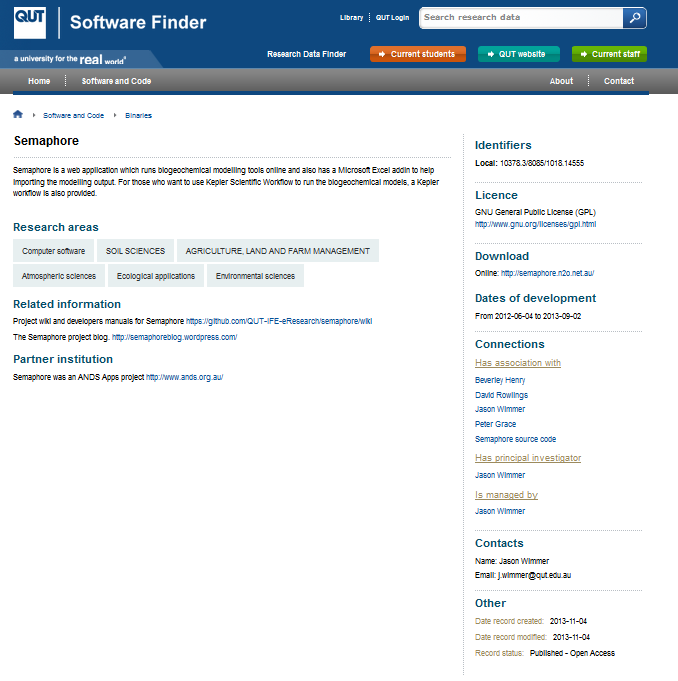 QUT
Software Finder
Library
QUT Login
Search research data
a university for the real world®
Research Data Finder
Current students
QUT website
Current staff
Home
Software and Code
About
Contact
Software and Code
Binaries
Semaphore
Semaphore is a web application which runs biogeochemical modelling tools online and also has a Microsoft Excel addin to help
importing the modelling output. For those who want to use Kepler Scientific Workflow to run the biogeochemical models, a Kepler
workflow is also provided.
Research areas
Computer software
SOIL SCIENCES
AGRICULTURE, LAND AND FARM MANAGEMENT
Atmospheric sciences
Ecological applications
Environmental sciences
Related information
Project wiki and developers manuals for Semaphore https://github.com/QUT-IFE-eResearch/semaphore/wiki
The Semaphore project blog. http://semaphoreblog.wordpress.com/
Partner institution
Semaphore was an ANDS Apps project http://www.ands.org.au/
Identifiers
Local: 10378.3/8085/1018.14555
Licence
GNU General Public License (GPL)
http://www.gnu.org/licenses/gpl.html
Download
Online: http://semaphore.n2o.net.au/
Dates of development
From 2012-06-04 to 2013-09-02
Connections
Has association with
Beverley Henry
David Rowlings
Jason Wimmer
Peter Grace
Semaphore source code
Has principal investigator
Jason Wimmer
Is managed by
Jason Wimmer
Contacts
Name: Jason Wimmer
Email: j.wimmer@qut.edu.au
Other
Date record created: 2013-11-04
Date record modified: 2013-11-04
Record status: Published - Open Access